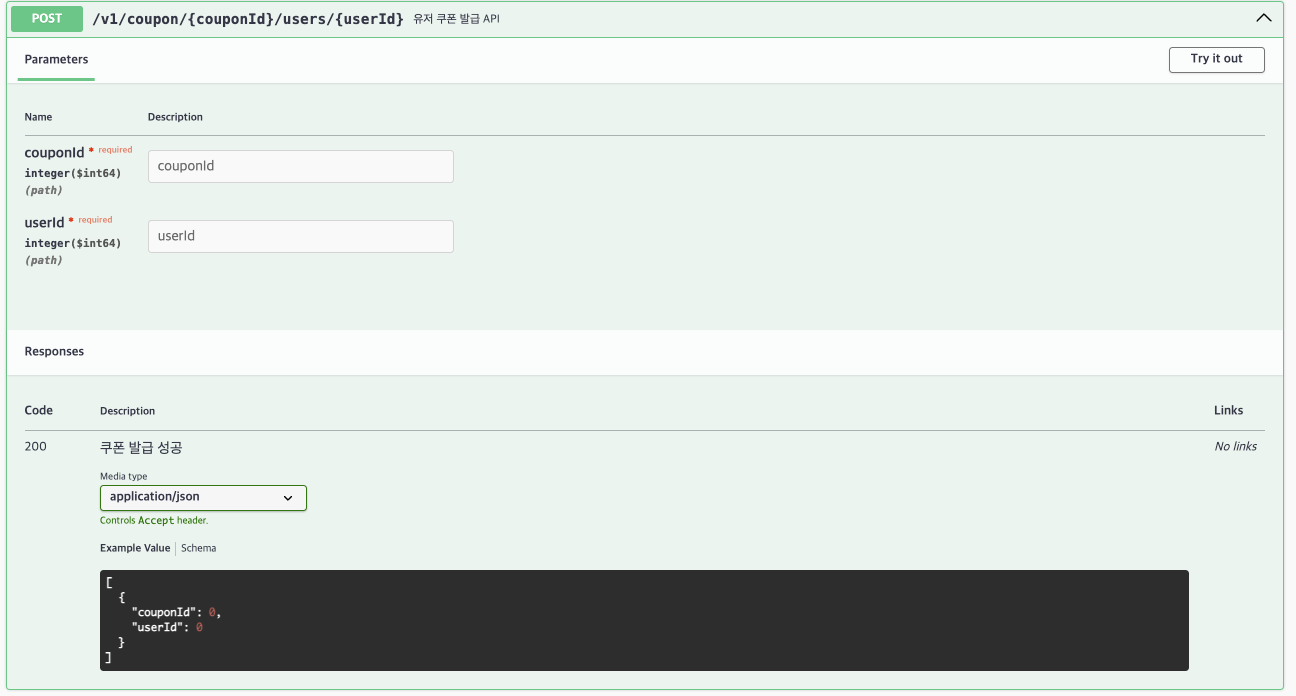 POST /v1/coupon/{couponId}/users/{userId} 유저 쿠폰 발급 API
Parameters
Try it out
Name Description
couponId * required
integer($int64)
(path)
couponId
userId * required
integer($int64)
(path)
userId
Responses
Code Description Links
200 쿠폰 발급 성공 No links
Media type
application/json
Controls Accept header.
Example Value Schema
[
  {
    "couponId": 0,
    "userId": 0
  }
]